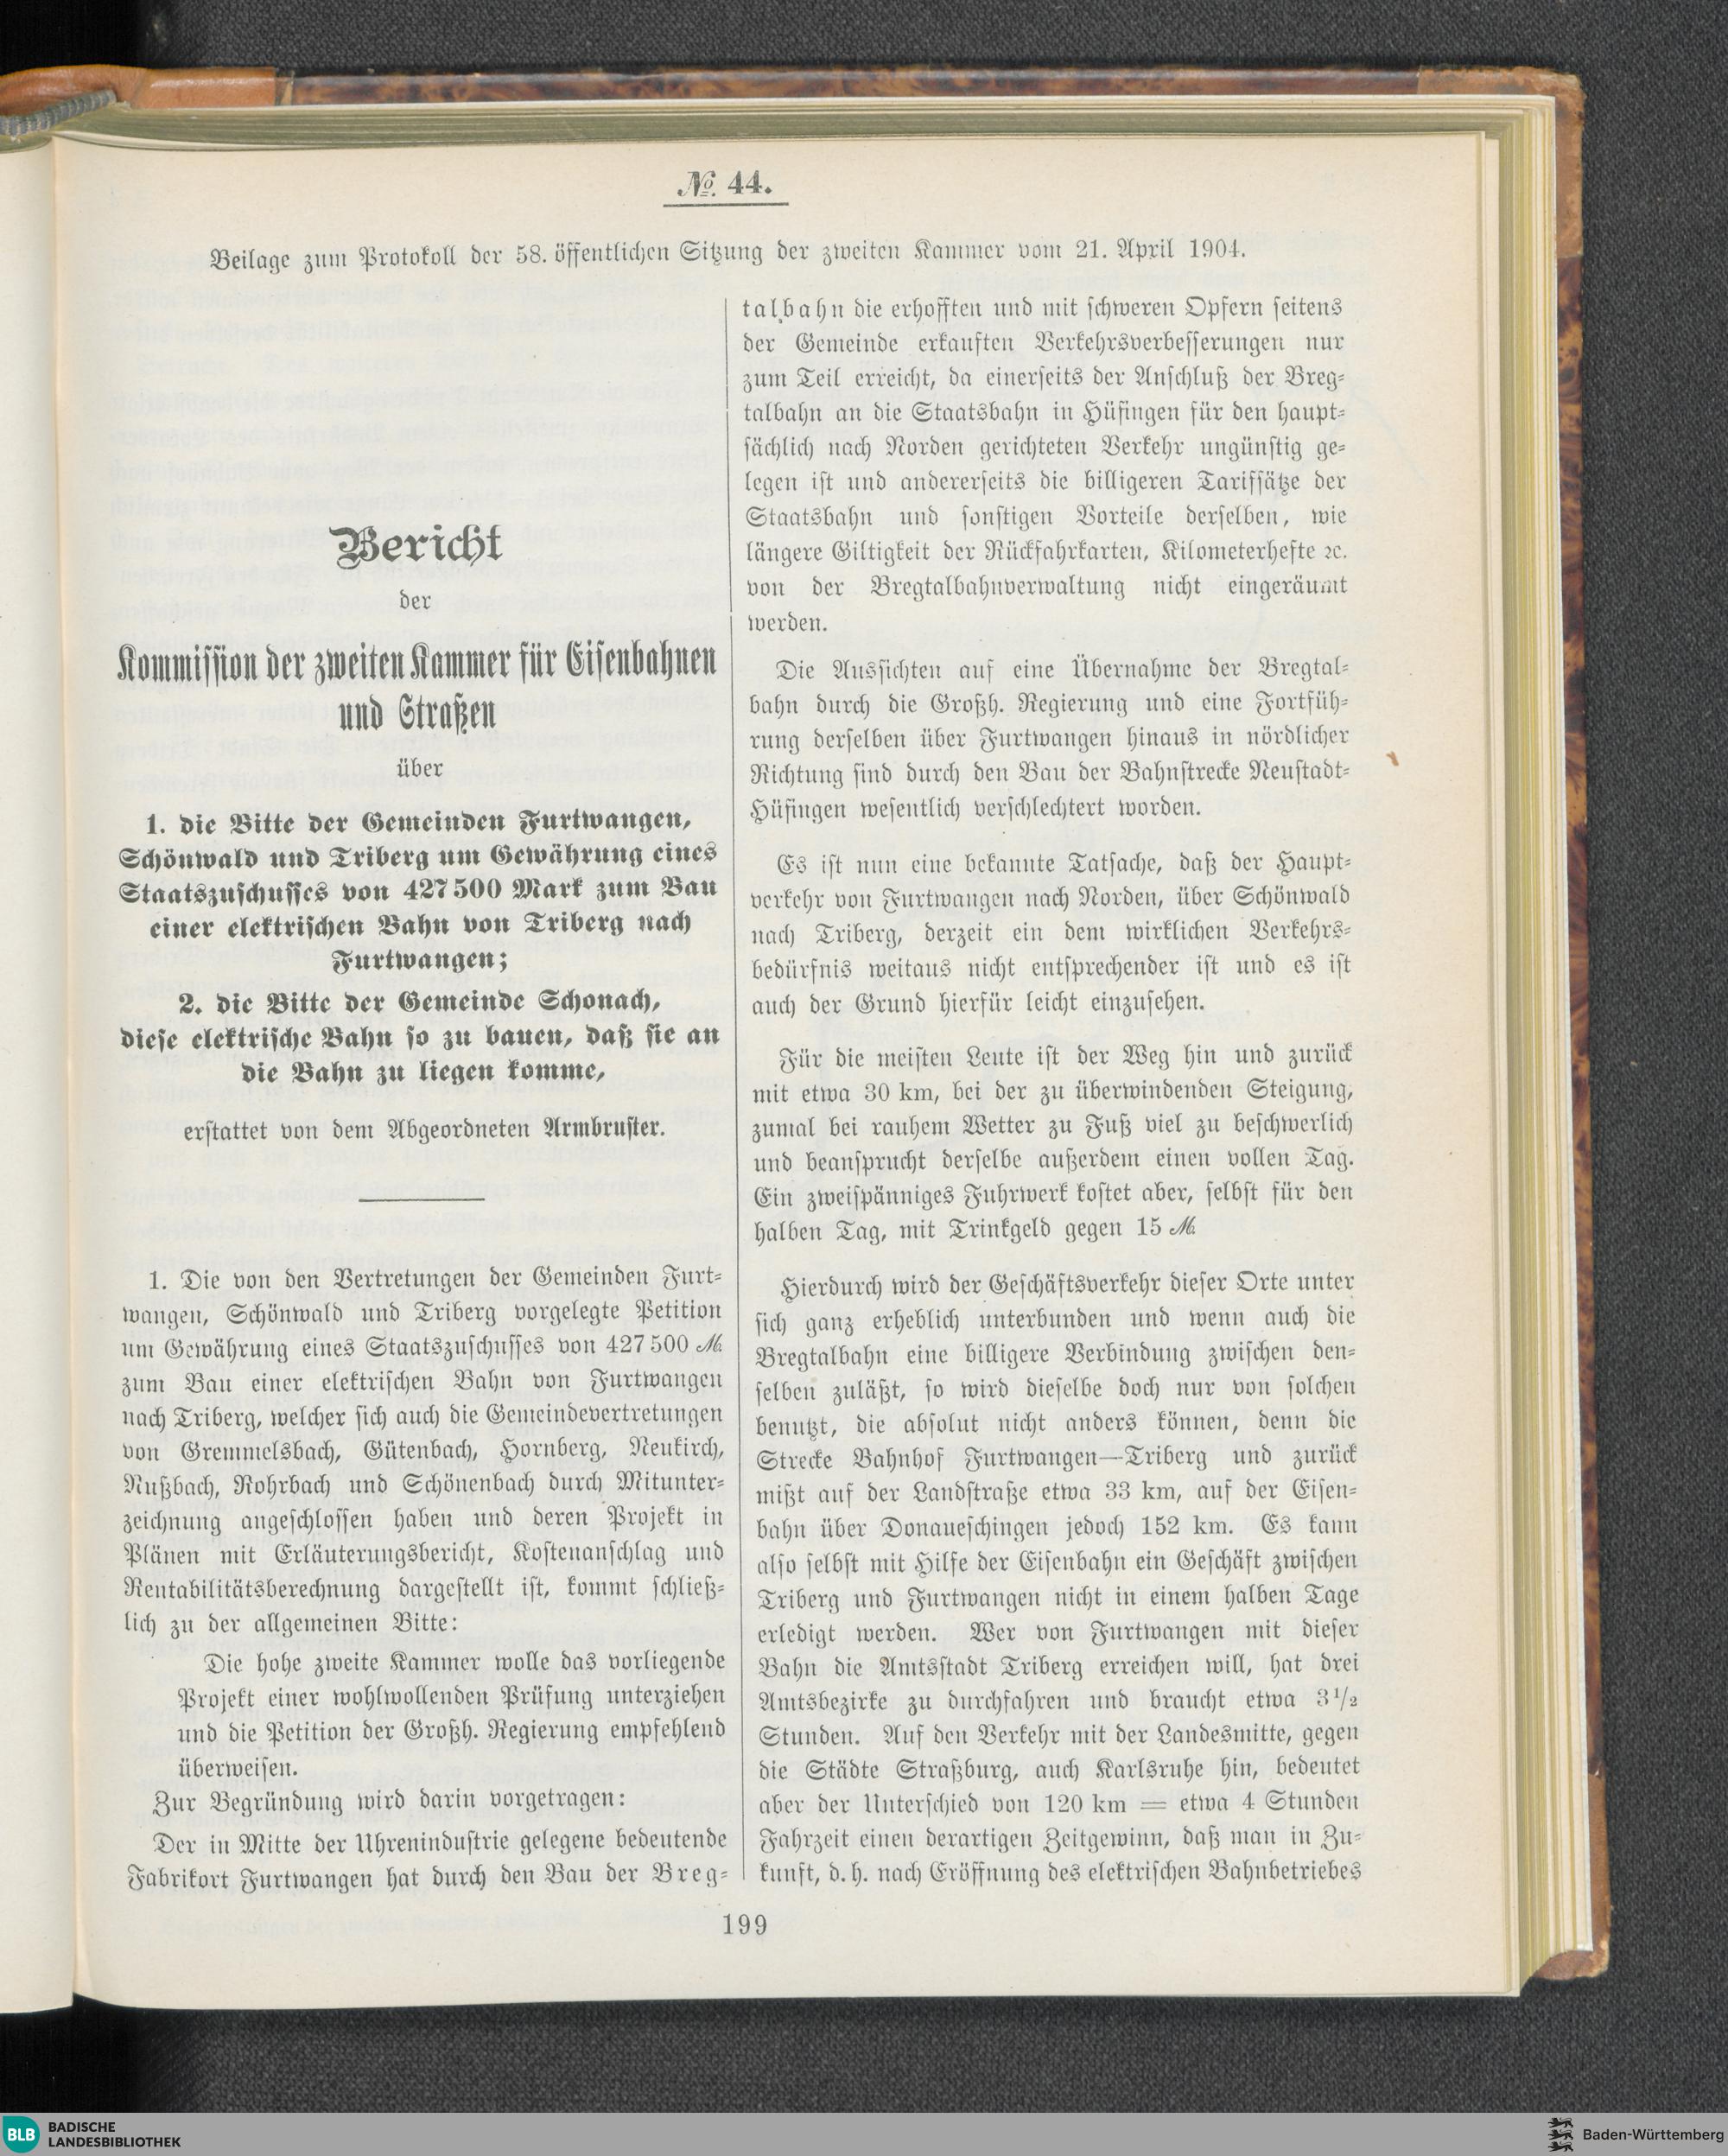 №. 44.
Beilage zum Protokoll der 58. öffentlichen Sitzung der zweiten Kammer vom 21. April 1904.
Bericht
der
Kommission der zweiten Kammer für Eisenbahnen
und Straßen
über
1. die Bitte der Gemeinden Furtwangen,
Schönwald und Triberg um Gewährung eines
Staatszuschusses von 427 500 Mark zum Bau
einer elektrischen Bahn von Triberg nach
Furtwangen;
2. die Bitte der Gemeinde Schonach,
diese elektrische Bahn so zu bauen, daß sie an
die Bahn zu liegen komme,
erstattet von dem Abgeordneten Armbruster.
1. Die von den Vertretungen der Gemeinden Furt-
wangen, Schönwald und Triberg vorgelegte Petition
um Gewährung eines Staatszuschusses von 427 500 ℳ
zum Bau einer elektrischen Bahn von Furtwangen
nach Triberg, welcher sich auch die Gemeindevertretungen
von Gremmelsbach, Gütenbach, Hornberg, Neukirch,
Nußbach, Rohrbach und Schönenbach durch Mitunter-
zeichnung angeschlossen haben und deren Projekt in
Plänen mit Erläuterungsbericht, Kostenanschlag und
Rentabilitätsberechnung dargestellt ist, kommt schließ-
lich zu der allgemeinen Bitte:
Die hohe zweite Kammer wolle das vorliegende
Projekt einer wohlwollenden Prüfung unterziehen
und die Petition der Großh. Regierung empfehlend
überweisen.
Zur Begründung wird darin vorgetragen:
Der in Mitte der Uhrenindustrie gelegene bedeutende
Fabrikort Furtwangen hat durch den Bau der Breg-
talbahn die erhofften und mit schweren Opfern seitens
der Gemeinde erkauften Verkehrsverbesserungen nur
zum Teil erreicht, da einerseits der Anschluß der Breg-
talbahn an die Staatsbahn in Hüfingen für den haupt-
sächlich nach Norden gerichteten Verkehr ungünstig ge-
legen ist und andererseits die billigeren Tarifsätze der
Staatsbahn und sonstigen Vorteile derselben, wie
längere Giltigkeit der Rückfahrkarten, Kilometerhefte ꝛc.
von der Bregtalbahnverwaltung nicht eingeräumt
werden.
Die Aussichten auf eine Übernahme der Bregtal-
bahn durch die Großh. Regierung und eine Fortfüh-
rung derselben über Furtwangen hinaus in nördlicher
Richtung sind durch den Bau der Bahnstrecke Neustadt-
Hüfingen wesentlich verschlechtert worden.
Es ist nun eine bekannte Tatsache, daß der Haupt-
verkehr von Furtwangen nach Norden, über Schönwald
nach Triberg, derzeit ein dem wirklichen Verkehrs-
bedürfnis weitaus nicht entsprechender ist und es ist
auch der Grund hierfür leicht einzusehen.
Für die meisten Leute ist der Weg hin und zurück
mit etwa 30 km, bei der zu überwindenden Steigung,
zumal bei rauhem Wetter zu Fuß viel zu beschwerlich
und beansprucht derselbe außerdem einen vollen Tag.
Ein zweispänniges Fuhrwerk kostet aber, selbst für den
halben Tag, mit Trinkgeld gegen 15 ℳ
Hierdurch wird der Geschäftsverkehr dieser Orte unter
sich ganz erheblich unterbunden und wenn auch die
Bregtalbahn eine billigere Verbindung zwischen den-
selben zuläßt, so wird dieselbe doch nur von solchen
benutzt, die absolut nicht anders können, denn die
Strecke Bahnhof Furtwangen—Triberg und zurück
mißt auf der Landstraße etwa 33 km, auf der Eisen-
bahn über Donaueschingen jedoch 152 km. Es kann
also selbst mit Hilfe der Eisenbahn ein Geschäft zwischen
Triberg und Furtwangen nicht in einem halben Tage
erledigt werden. Wer von Furtwangen mit dieser
Bahn die Amtsstadt Triberg erreichen will, hat drei
Amtsbezirke zu durchfahren und braucht etwa 3 1/2
Stunden. Auf den Verkehr mit der Landesmitte, gegen
die Städte Straßburg, auch Karlsruhe hin, bedeutet
aber der Unterschied von 120 km = etwa 4 Stunden
Fahrzeit einen derartigen Zeitgewinn, daß man in Zu-
kunft, d. h. nach Eröffnung des elektrischen Bahnbetriebes
199
BLB BADISCHE
LANDESBIBLIOTHEK
Baden-Württemberg